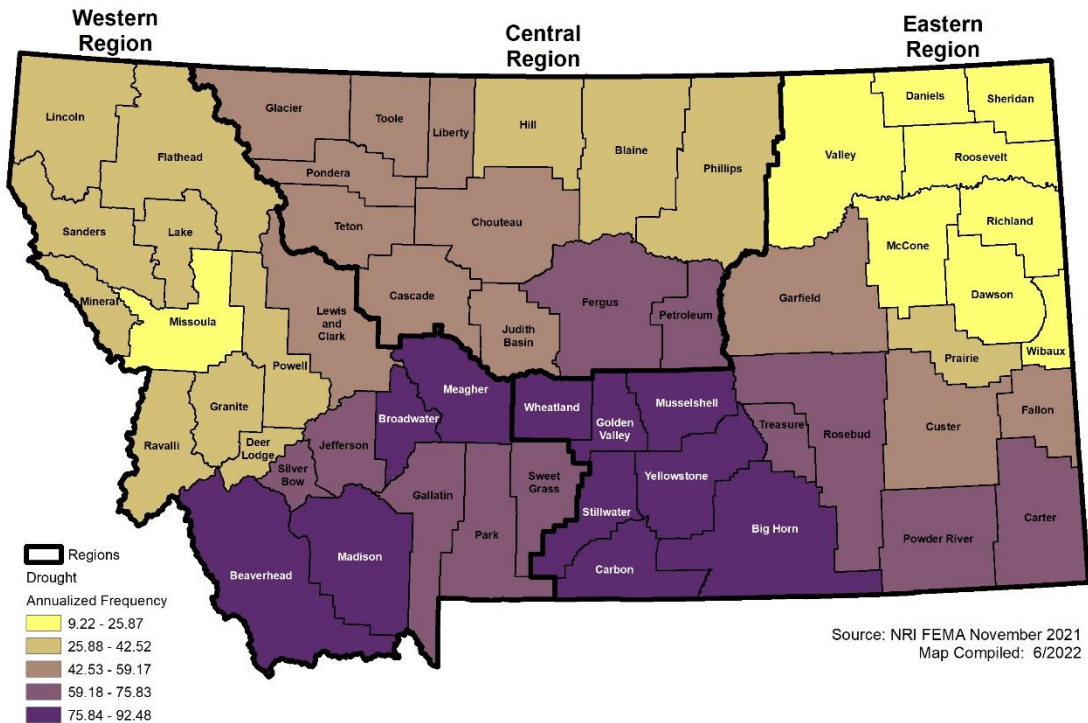 Western
Region
Central
Region
Eastern
Region
Lincoln
Flathead
Glacier
Toole
Liberty
Hill
Blaine
Phillips
Valley
Daniels
Sheridan
Roosevelt
Pondera
Teton
Chouteau
Richland
McCone
Sanders
Lake
Dawson
Garfield
Mineral
Missoula
Lewis
and
Clark
Cascade
Judith
Basin
Fergus
Petroleum
Prairie
Wibaux
Powell
Meagher
Granite
Broadwater
Wheatland
Golden
Valley
Musselshell
Treasure
Rosebud
Custer
Fallon
Ravalli
Deer
Lodge
Jefferson
Silver
Bow
Gallatin
Sweet
Grass
Park
Stillwater
Yellowstone
Big Horn
Powder River
Carter
Madison
Beaverhead
Carbon
Regions
Drought
Annualized Frequency
9.22 - 25.87
25.88 - 42.52
42.53 - 59.17
59.18 - 75.83
75.84 - 92.48
Source: NRI FEMA November 2021
Map Compiled: 6/2022